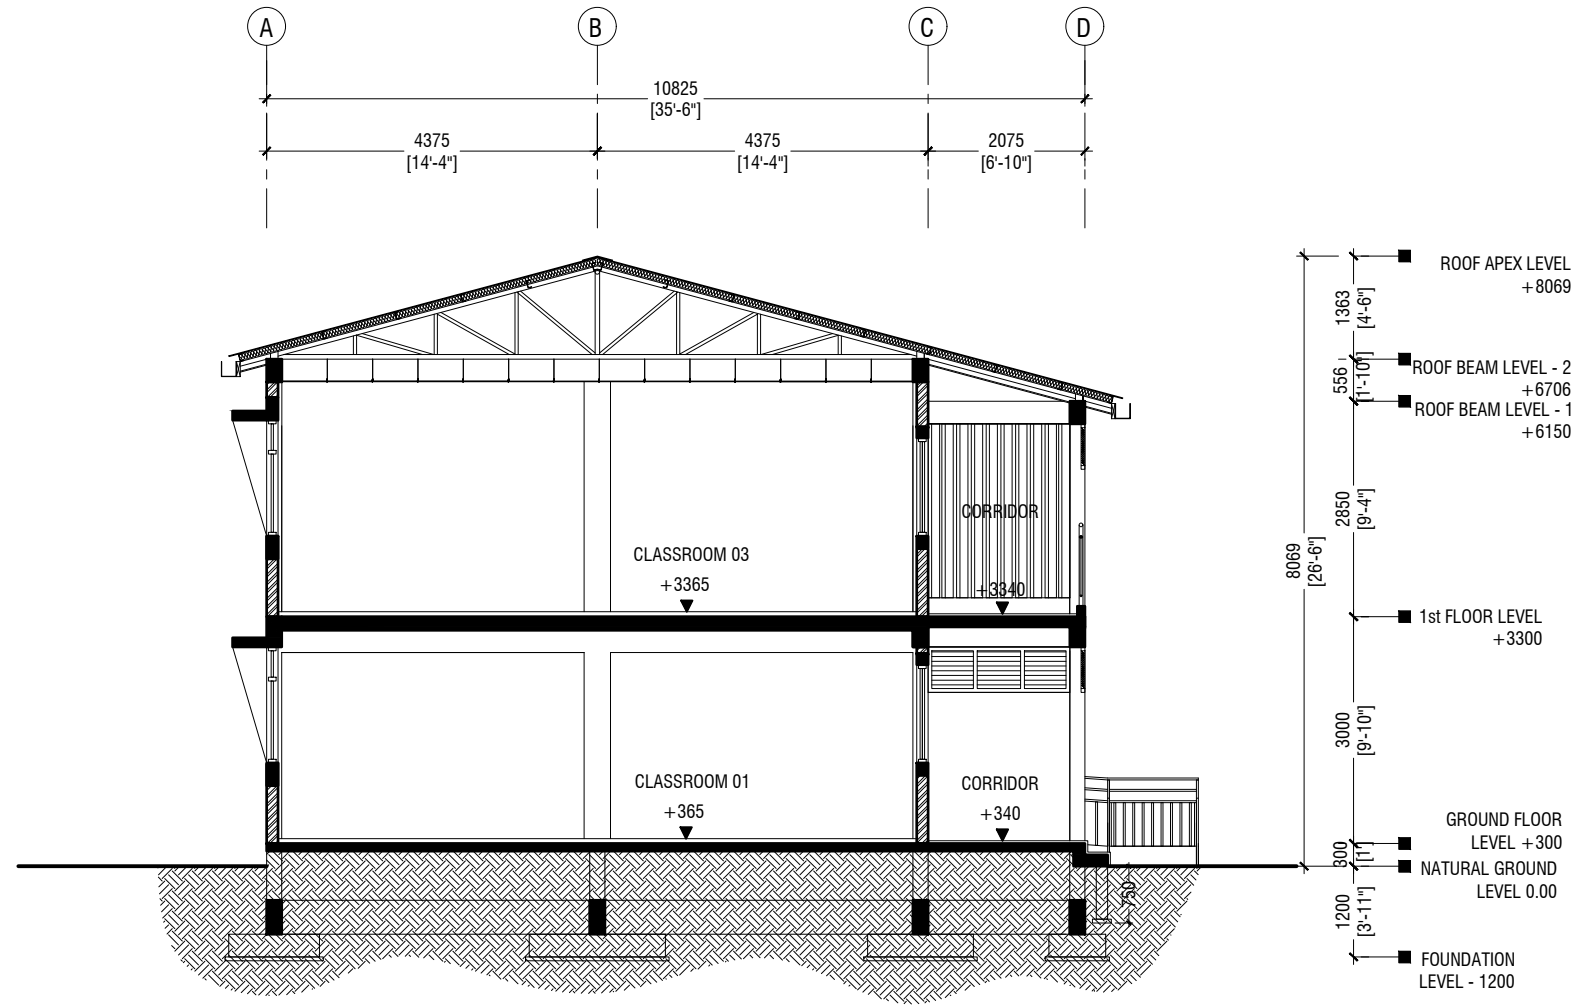 A
B
C
D
10825
[35'-6"]
4375
[14'-4"]
4375
[14'-4"]
2075
[6'-10"]
ROOF APEX LEVEL
+8069
1363
[4'-6"]
ROOF BEAM LEVEL - 2
+6706
556
[1'-10"]
ROOF BEAM LEVEL - 1
+6150
2850
[9'-4"]
8069
[26'-6"]
CORRIDOR
+3340
CLASSROOM 03
+3365
1st FLOOR LEVEL
+3300
3000
[9'-10"]
CLASSROOM 01
+365
CORRIDOR
+340
GROUND FLOOR
LEVEL +300
300
[1']
NATURAL GROUND
LEVEL 0.00
750
1200
[3'-11"]
FOUNDATION
LEVEL - 1200